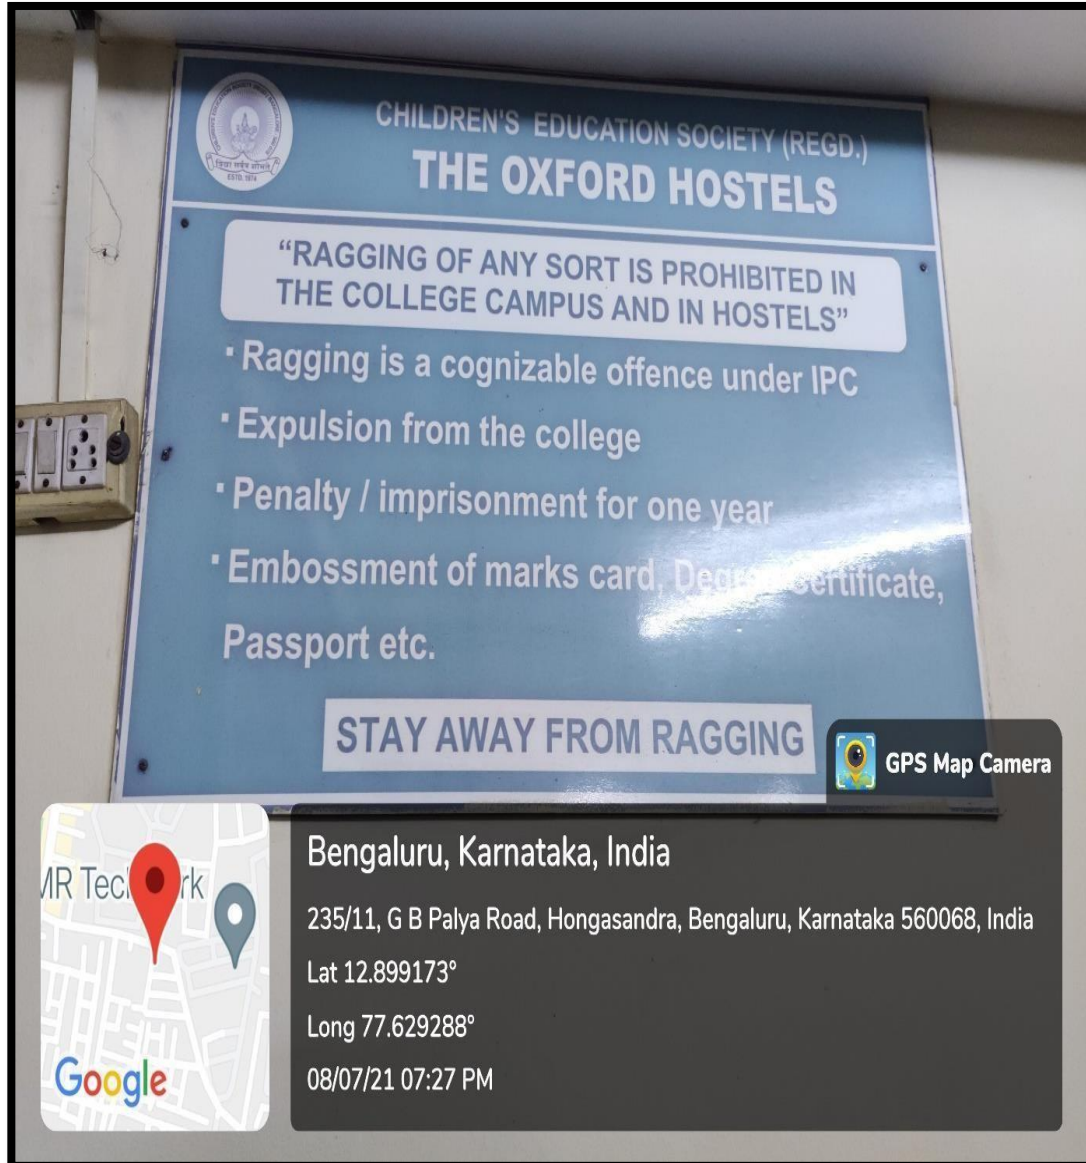 CHILDREN'S EDUCATION SOCIETY (REGD.)
THE OXFORD HOSTELS
"RAGGING OF ANY SORT IS PROHIBITED IN
THE COLLEGE CAMPUS AND IN HOSTELS"
· Ragging is a cognizable offence under IPC
· Expulsion from the college
· Penalty / imprisonment for one year
· Embossment of marks card, Degree Certificate,
Passport etc.
STAY AWAY FROM RAGGING
GPS Map Camera
Bengaluru, Karnataka, India
235/11, G B Palya Road, Hongasandra, Bengaluru, Karnataka 560068, India
Lat 12.899173°
Long 77.629288°
08/07/21 07:27 PM
Google